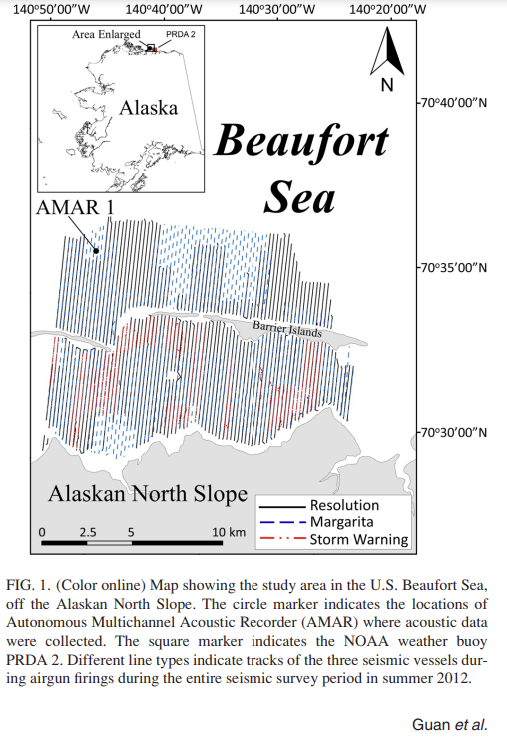 140°50'00"W 140°40'00"W 140°30'00"W 140°20'00"W
Area Enlarged PRDA 2
Alaska
N
70°40'00"N
Beaufort
Sea
AMAR 1
70°35'00"N
Barrier Islands
70°30'00"N
Alaskan North Slope
Resolution
Margarita
Storm Warning
0 2.5 5 10 km
FIG. 1. (Color online) Map showing the study area in the U.S. Beaufort Sea,
off the Alaskan North Slope. The circle marker indicates the locations of
Autonomous Multichannel Acoustic Recorder (AMAR) where acoustic data
were collected. The square marker indicates the NOAA weather buoy
PRDA 2. Different line types indicate tracks of the three seismic vessels dur-
ing airgun firings during the entire seismic survey period in summer 2012.
Guan et al.